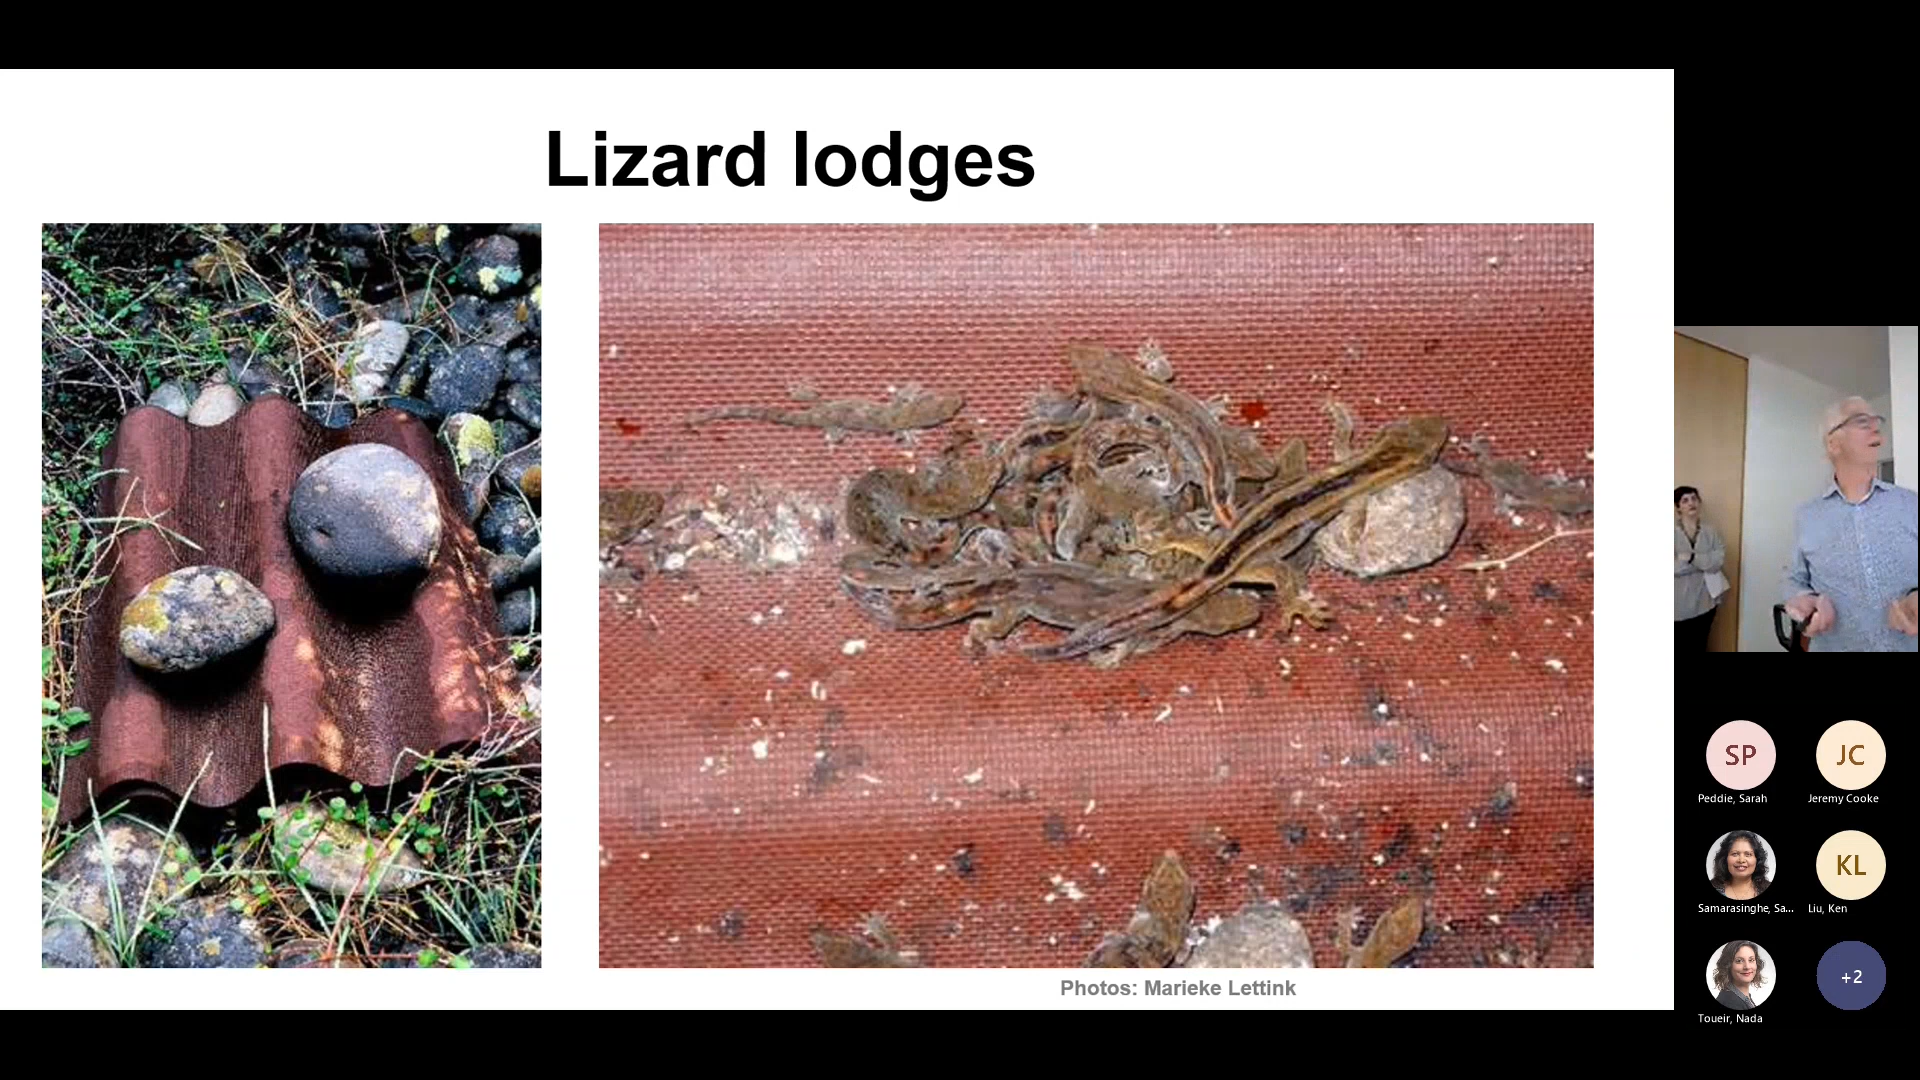 Lizard lodges
Photos: Marieke Lettink
SP
Peddie, Sarah
JC
Jeremy Cooke
Samarasinghe, Sa...
KL
Liu, Ken
Toueir, Nada
+2